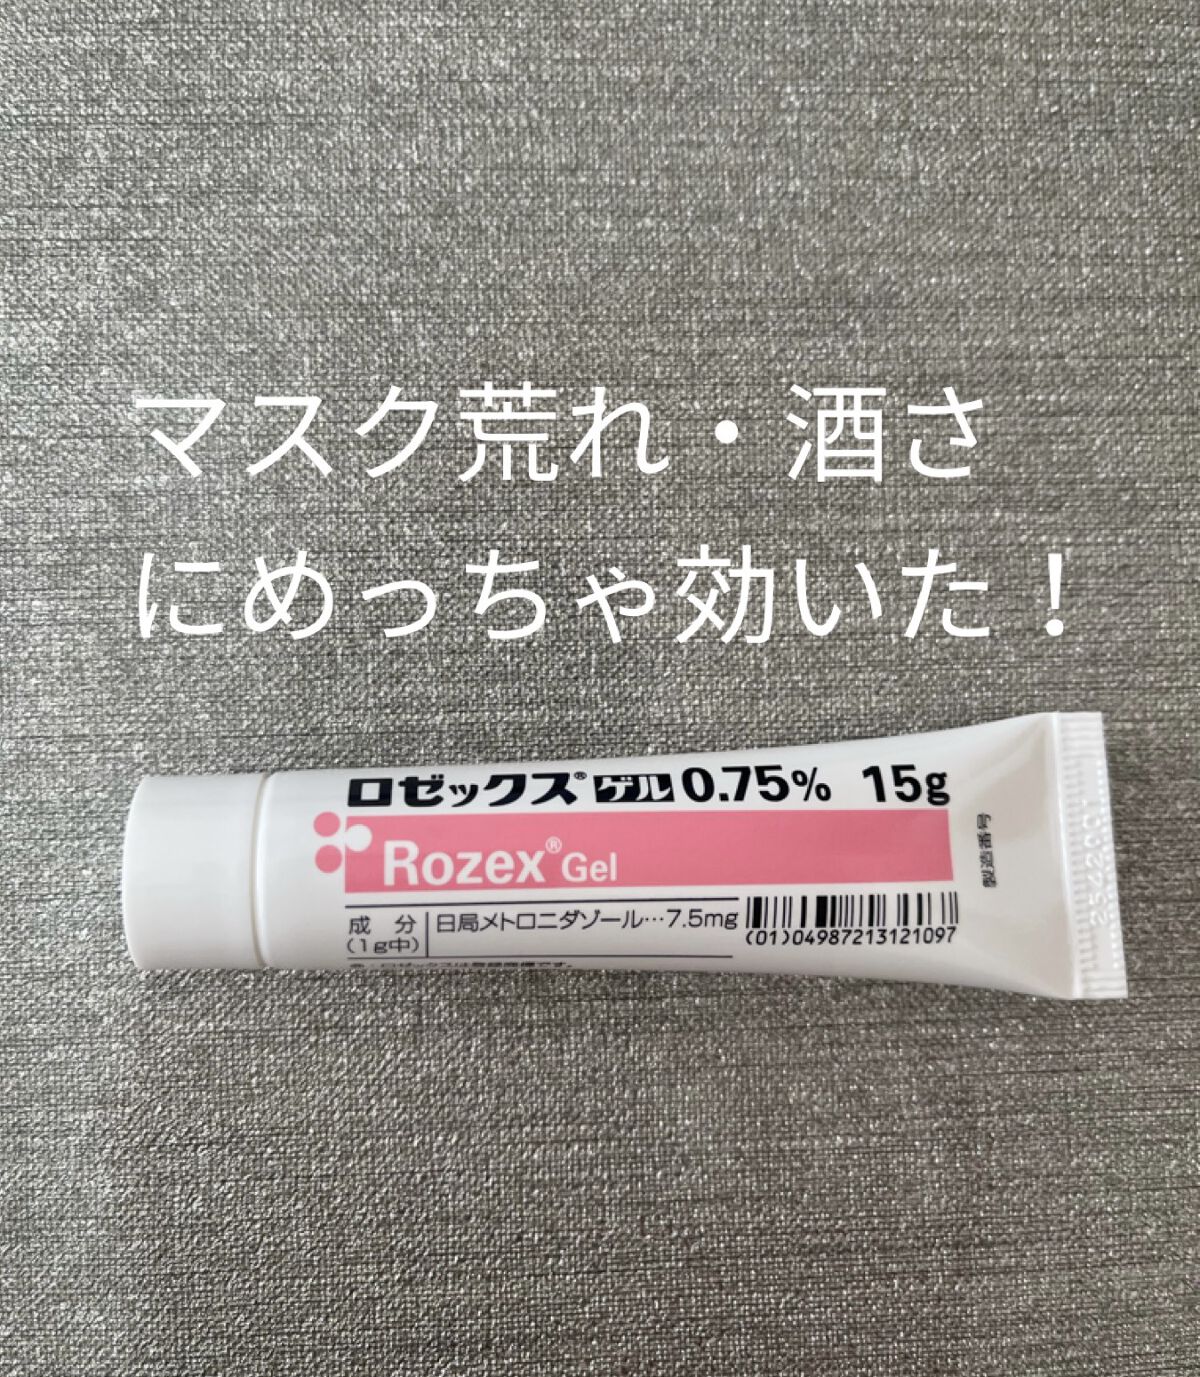 マスク荒れ・酒さ
にめっちゃ効いた！
ロゼックス®ゲル0.75% 15g
Rozex® Gel
成 分
(1g中)
日局メトロニダゾール…7.5mg
(01)04987213121097
製造番号